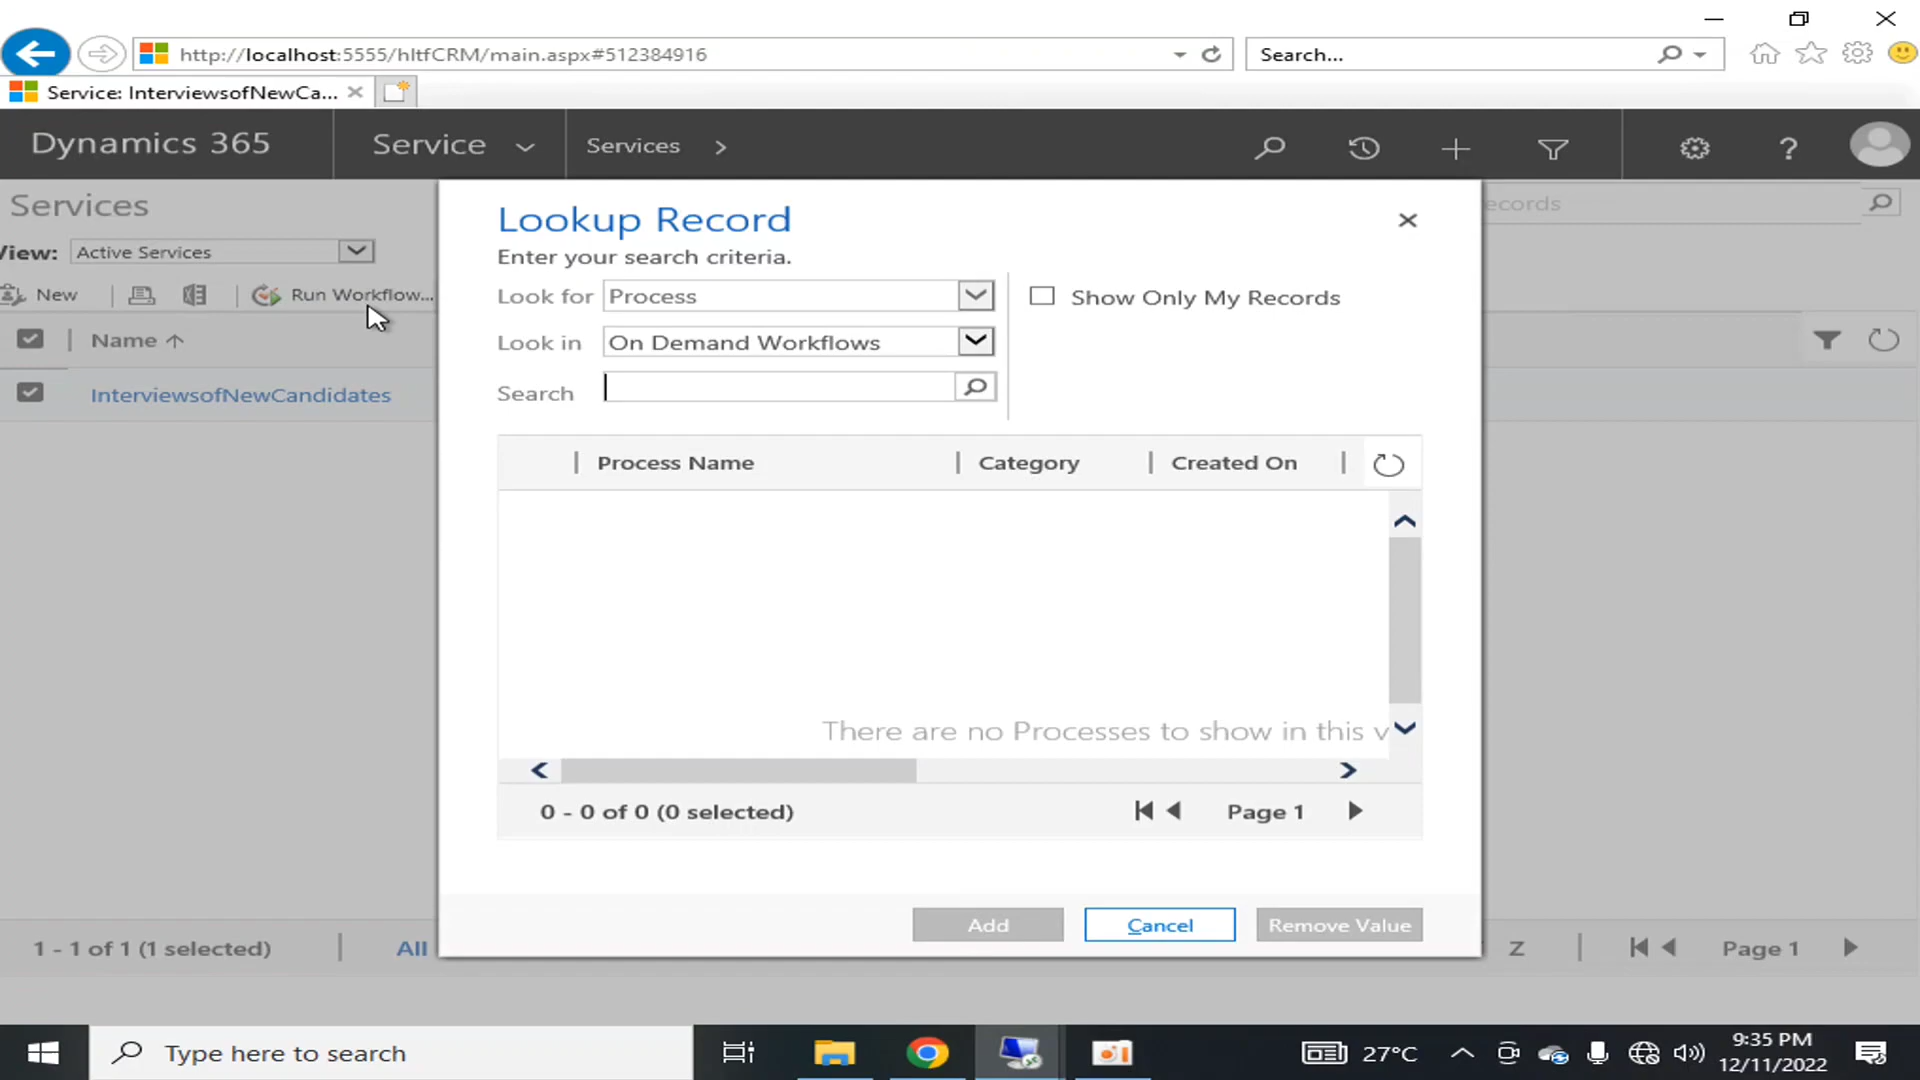 http://localhost:5555/hltfCRM/main.aspx#512384916
Search...
Service: InterviewsofNewCa...
Dynamics 365
Service
Services
Services
Lookup Record
ecords
Enter your search criteria.
View:
Active Services
Look for
Process
Show Only My Records
New
Run Workflow...
Look in
On Demand Workflows
Name
Search
InterviewsofNewCandidates
Process Name
Category
Created On
There are no Processes to show in this v
0 - 0 of 0 (0 selected)
Page 1
Add
Cancel
Remove Value
1 - 1 of 1 (1 selected)
All
Z
Page 1
Type here to search
27°C
9:35 PM
12/11/2022